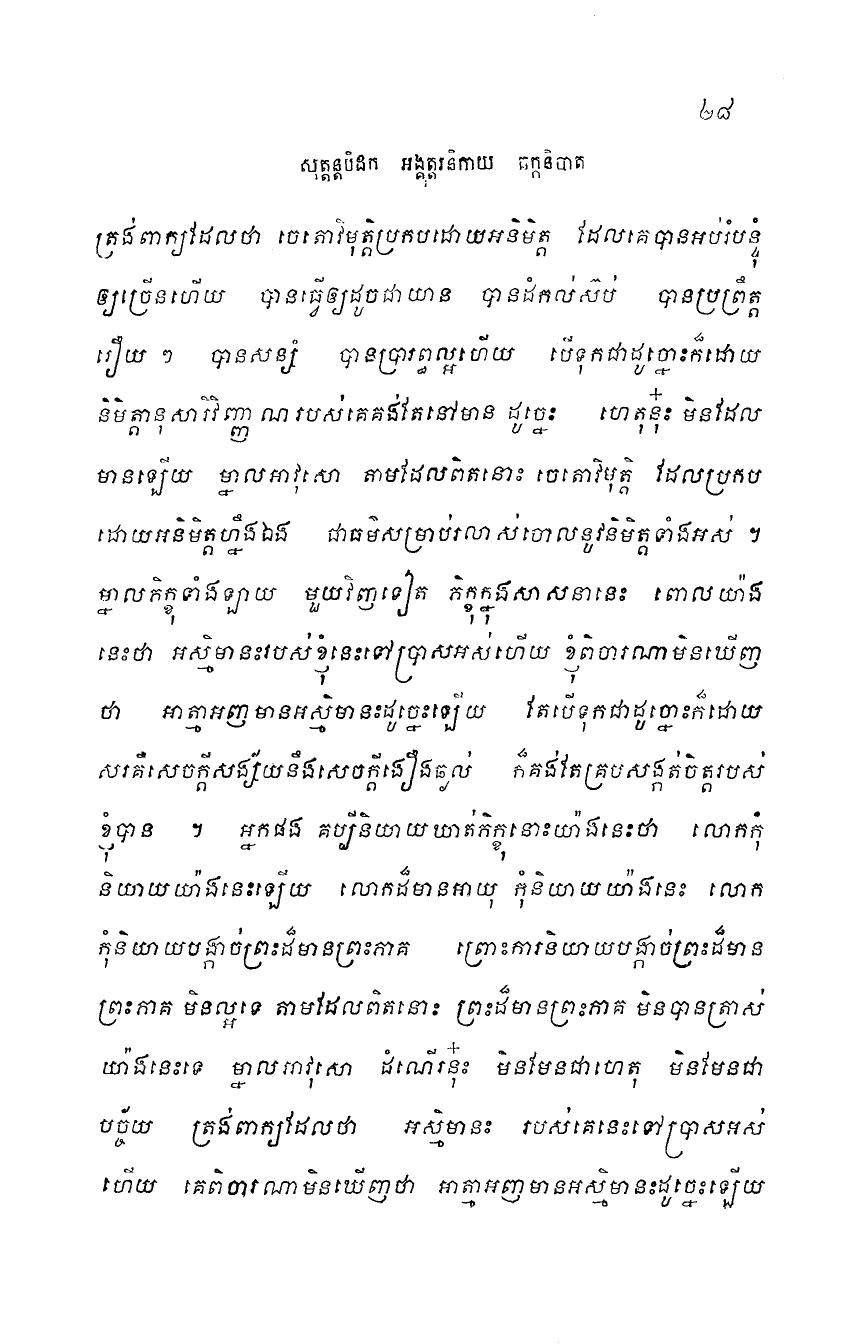 ២៨
សុត្តន្តបិដក អង្គុត្តរនិកាយ ឆក្កនិបាត
ត្រង់ពាក្យដែលថា ចេតោវិមុត្តិប្រកបដោយអនិមិត្ត ដែលគេបានអប់រំបន្ទុំ
ឲ្យច្រើនហើយ បានធ្វើឲ្យដូចជាយាន បានដំកល់ស៊ប់ បានប្រព្រឹត្ត
រឿយ ៗ បានសន្សំ បានប្រារព្ធល្អហើយ បើទុកជាដូច្នោះក៏ដោយ
និមិត្តានុសារិវិញ្ញាណរបស់គេគង់តែនៅមាន ដូច្នេះ ហេតុនុ៎ះ មិនដែល
មានឡើយ ម្នាលអាវុសោ តាមដែលពិតនោះ ចេតោវិមុត្តិ ដែលប្រកប
ដោយអនិមិត្តហ្នឹងឯង ជាធម៌សម្រាប់រលាស់ចោលនូវនិមិត្តទាំងអស់ ។
ម្នាលភិក្ខុទាំងឡាយ មួយវិញទៀត ភិក្ខុក្នុងសាសនានេះ ពោលយ៉ាង
នេះថា អស្មិមានះរបស់ខ្ញុំនេះទៅប្រាសអស់ហើយ ខ្ញុំពិចារណាមិនឃើញ
ថា អាត្មាអញមានអស្មិមានះដូច្នេះឡើយ តែបើទុកជាដូច្នោះក៏ដោយ
សរគឺសេចក្តីសង្ស័យនឹងសេចក្តីងឿងឆ្ងល់ ក៏គង់តែគ្របសង្កត់ចិត្តរបស់
ខ្ញុំបាន ។ អ្នកផង គប្បីនិយាយឃាត់ភិក្ខុនោះយ៉ាងនេះថា លោកកុំ
និយាយយ៉ាងនេះឡើយ លោកដ៏មានអាយុ កុំនិយាយយ៉ាងនេះ លោក
កុំនិយាយបង្កាច់ព្រះដ៏មានព្រះភាគ ព្រោះការនិយាយបង្កាច់ព្រះដ៏មាន
ព្រះភាគ មិនល្អទេ តាមដែលពិតនោះ ព្រះដ៏មានព្រះភាគ មិនបានត្រាស់
យ៉ាងនេះទេ ម្នាលអាវុសោ ដំណើរនុ៎ះ មិនមែនជាហេតុ មិនមែនជា
បច្ច័យ ត្រង់ពាក្យដែលថា អស្មិមានះ របស់គេនេះទៅប្រាសអស់
ហើយ គេពិចារណាមិនឃើញថា អាត្មាអញមានអស្មិមានះដូច្នេះឡើយ